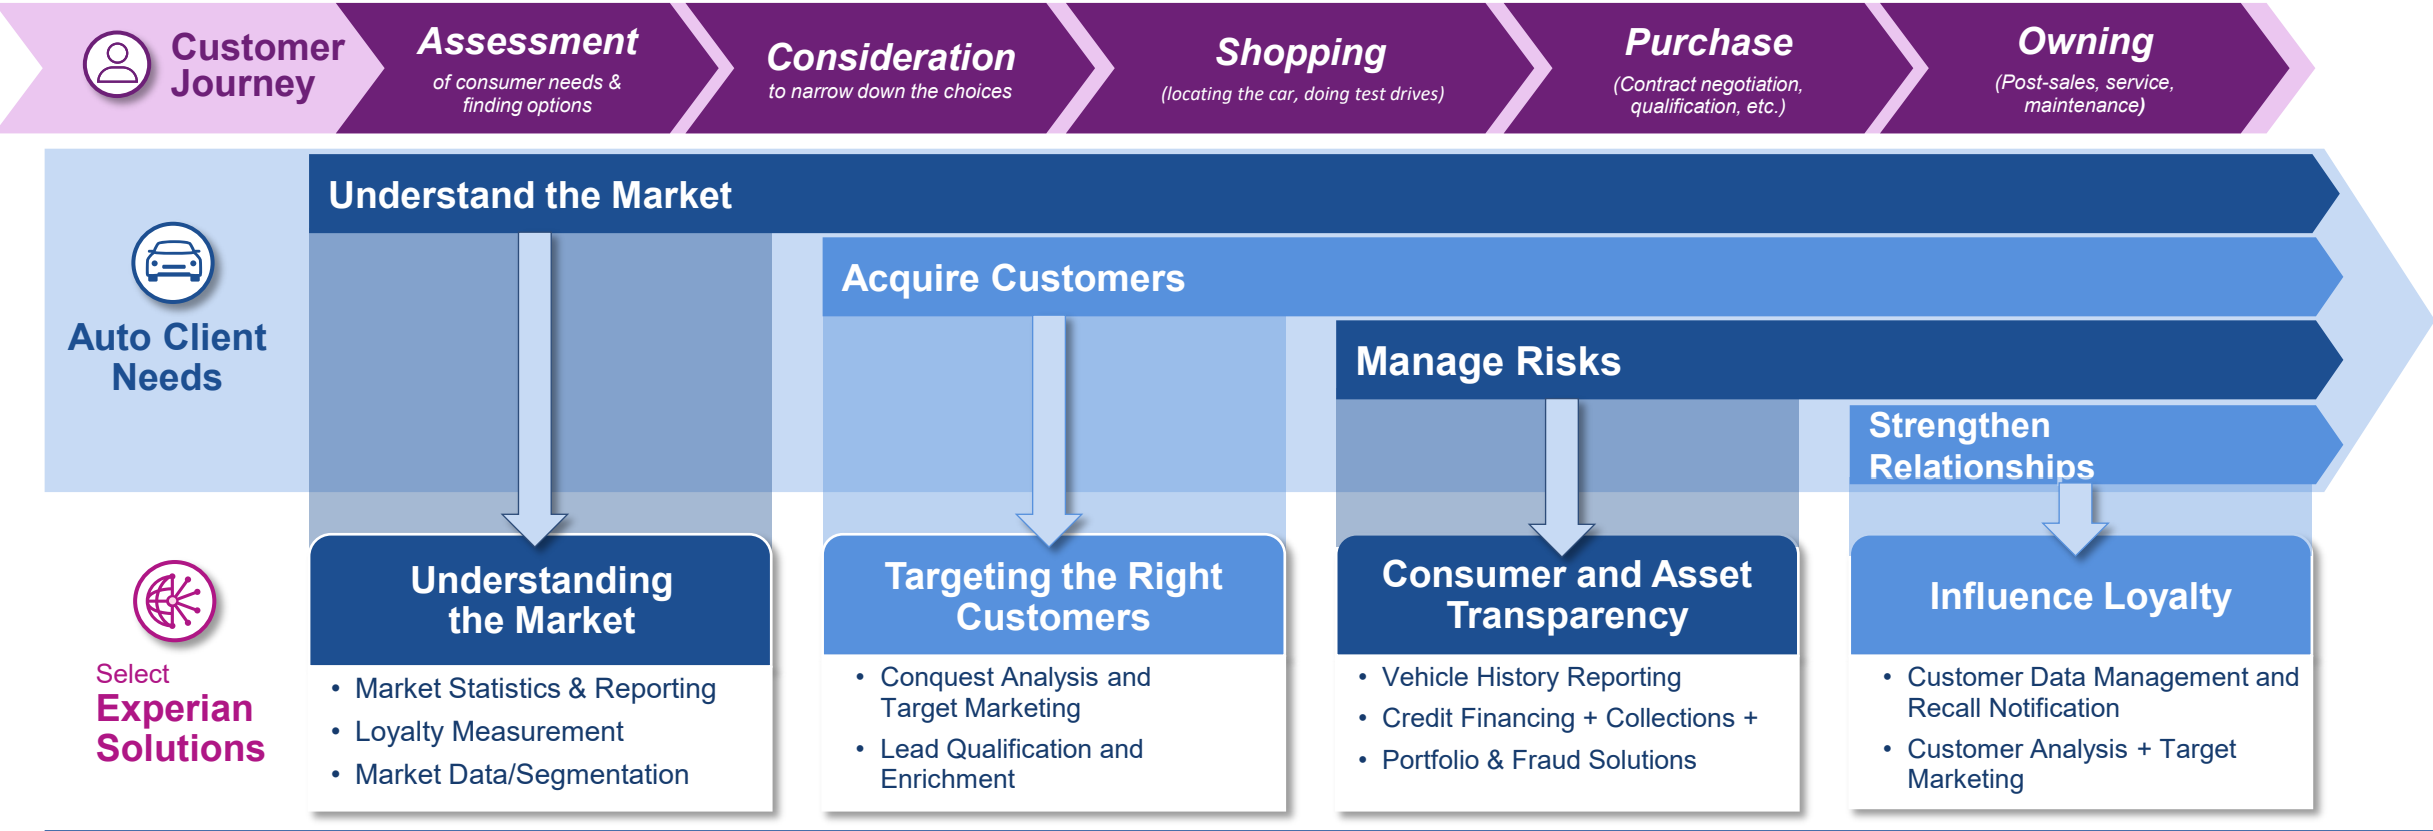 Customer
Journey
Assessment
of consumer needs &
finding options
Consideration
to narrow down the choices
Shopping
(locating the car, doing test drives)
Purchase
(Contract negotiation,
qualification, etc.)
Owning
(Post-sales, service,
maintenance)
Auto Client
Needs
Understand the Market
Acquire Customers
Manage Risks
Strengthen
Relationships
Select
Experian
Solutions
Understanding
the Market
• Market Statistics & Reporting
• Loyalty Measurement
• Market Data/Segmentation
Targeting the Right
Customers
• Conquest Analysis and
Target Marketing
• Lead Qualification and
Enrichment
Consumer and Asset
Transparency
• Vehicle History Reporting
• Credit Financing + Collections +
• Portfolio & Fraud Solutions
Influence Loyalty
• Customer Data Management and
Recall Notification
• Customer Analysis + Target
Marketing